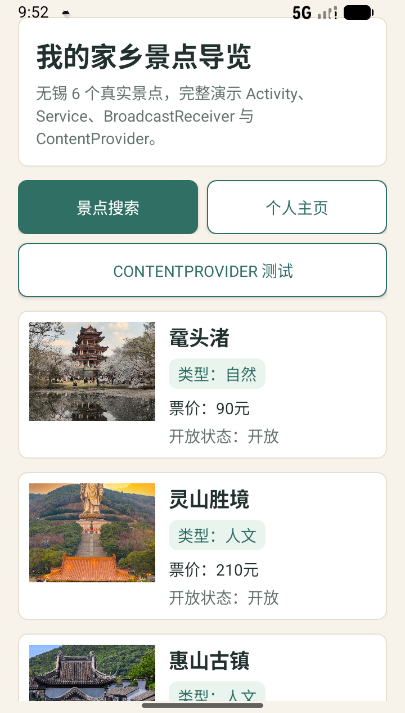 9:52
5G
我的家乡景点导览
无锡 6 个真实景点，完整演示 Activity、
Service、BroadcastReceiver 与
ContentProvider。
景点搜索
个人主页
CONTENTPROVIDER 测试
鼋头渚
类型：自然
票价：90元
开放状态：开放
灵山胜境
类型：人文
票价：210元
开放状态：开放
惠山古镇
类型：人文